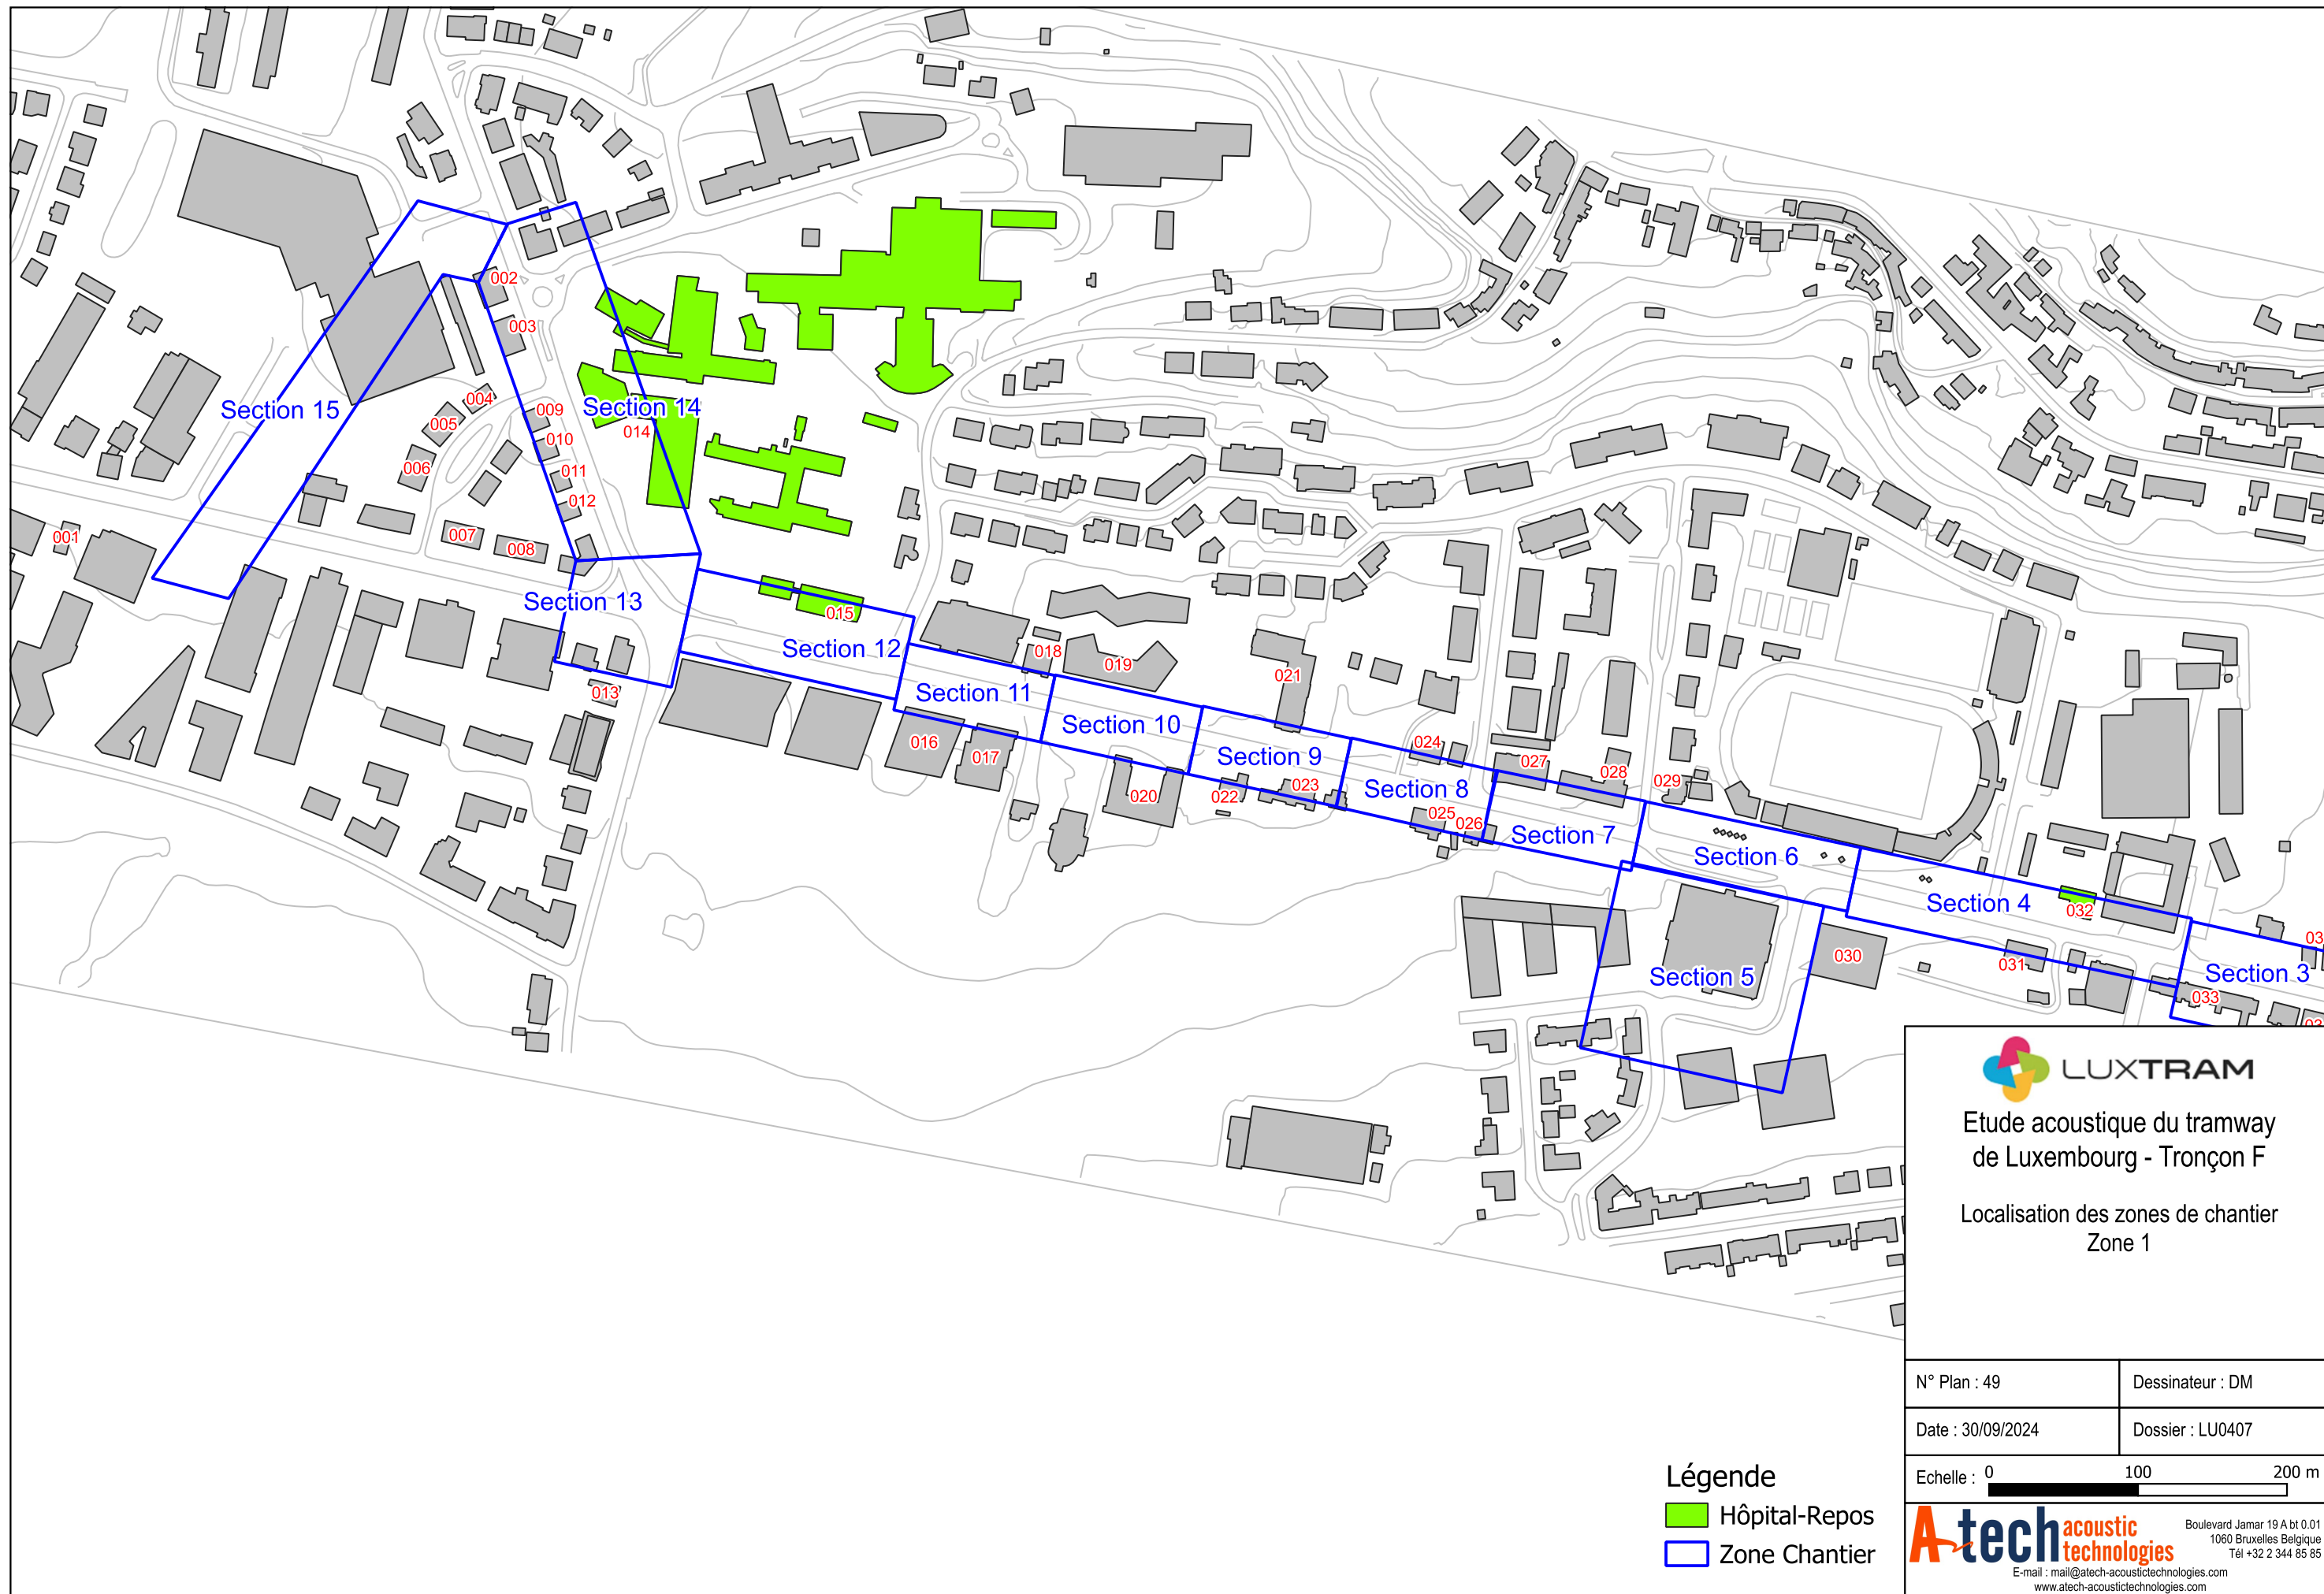 002
003
004
Section 15
009
Section 14
005
010
014
006
011
012
001
007
008
Section 13
015
Section 12
018
019
013
021
Section 11
Section 10
016
017
Section 9
024
027
028
029
020
022
023
Section 8
025
026
Section 7
Section 6
Section 4
032
03
030
031
Section 5
Section 3
033
LUXTRAM
Etude acoustique du tramway
de Luxembourg - Tronçon F
Localisation des zones de chantier
Zone 1
N° Plan : 49
Dessinateur : DM
Date : 30/09/2024
Dossier : LU0407
Echelle : 0 100 200 m
Légende
Hôpital-Repos
Zone Chantier
A-tech acoustic technologies
Boulevard Jamar 19 A bt 0.01
1060 Bruxelles Belgique
Tél +32 2 344 85 85
E-mail : mail@atech-acoustictechnologies.com
www.atech-acoustictechnologies.com